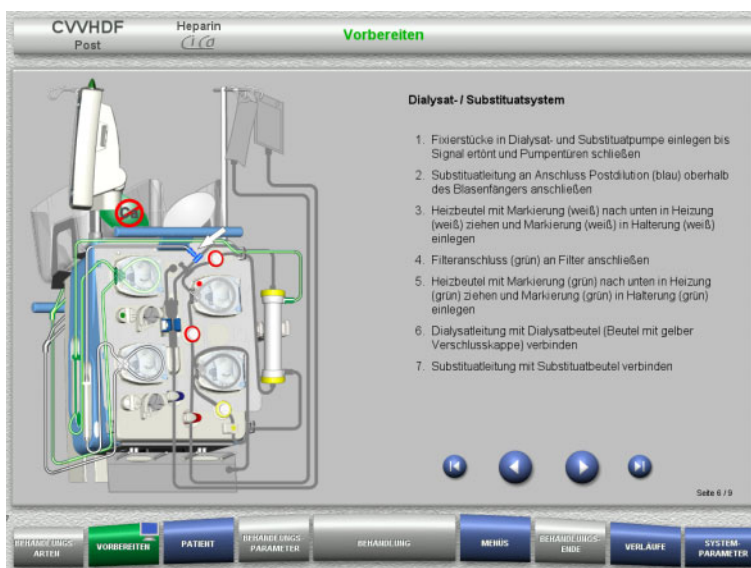 CVVHDF
Post
Heparin
CiCa
Vorbereiten
Ca
Dialysat- / Substituatsystem
1. Fixierstücke in Dialysat- und Substituatpumpe einlegen bis
Signal ertönt und Pumpentüren schließen
2. Substituatleitung an Anschluss Postdilution (blau) oberhalb
des Blasenfängers anschließen
3. Heizbeutel mit Markierung (weiß) nach unten in Heizung
(weiß) ziehen und Markierung (weiß) in Halterung (weiß)
einlegen
4. Filteranschluss (grün) an Filter anschließen
5. Heizbeutel mit Markierung (grün) nach unten in Heizung
(grün) ziehen und Markierung (grün) in Halterung (grün)
einlegen
6. Dialysatleitung mit Dialysatbeutel (Beutel mit gelber
Verschlusskappe) verbinden
7. Substituatleitung mit Substituatbeutel verbinden
Seite 6 / 9
BEHANDLUNGS-
ARTEN
VORBEREITEN
PATIENT
BEHANDLUNGS-
PARAMETER
BEHANDLUNG
MENÜS
BEHANDLUNGS-
ENDE
VERLÄUFE
SYSTEM-
PARAMETER